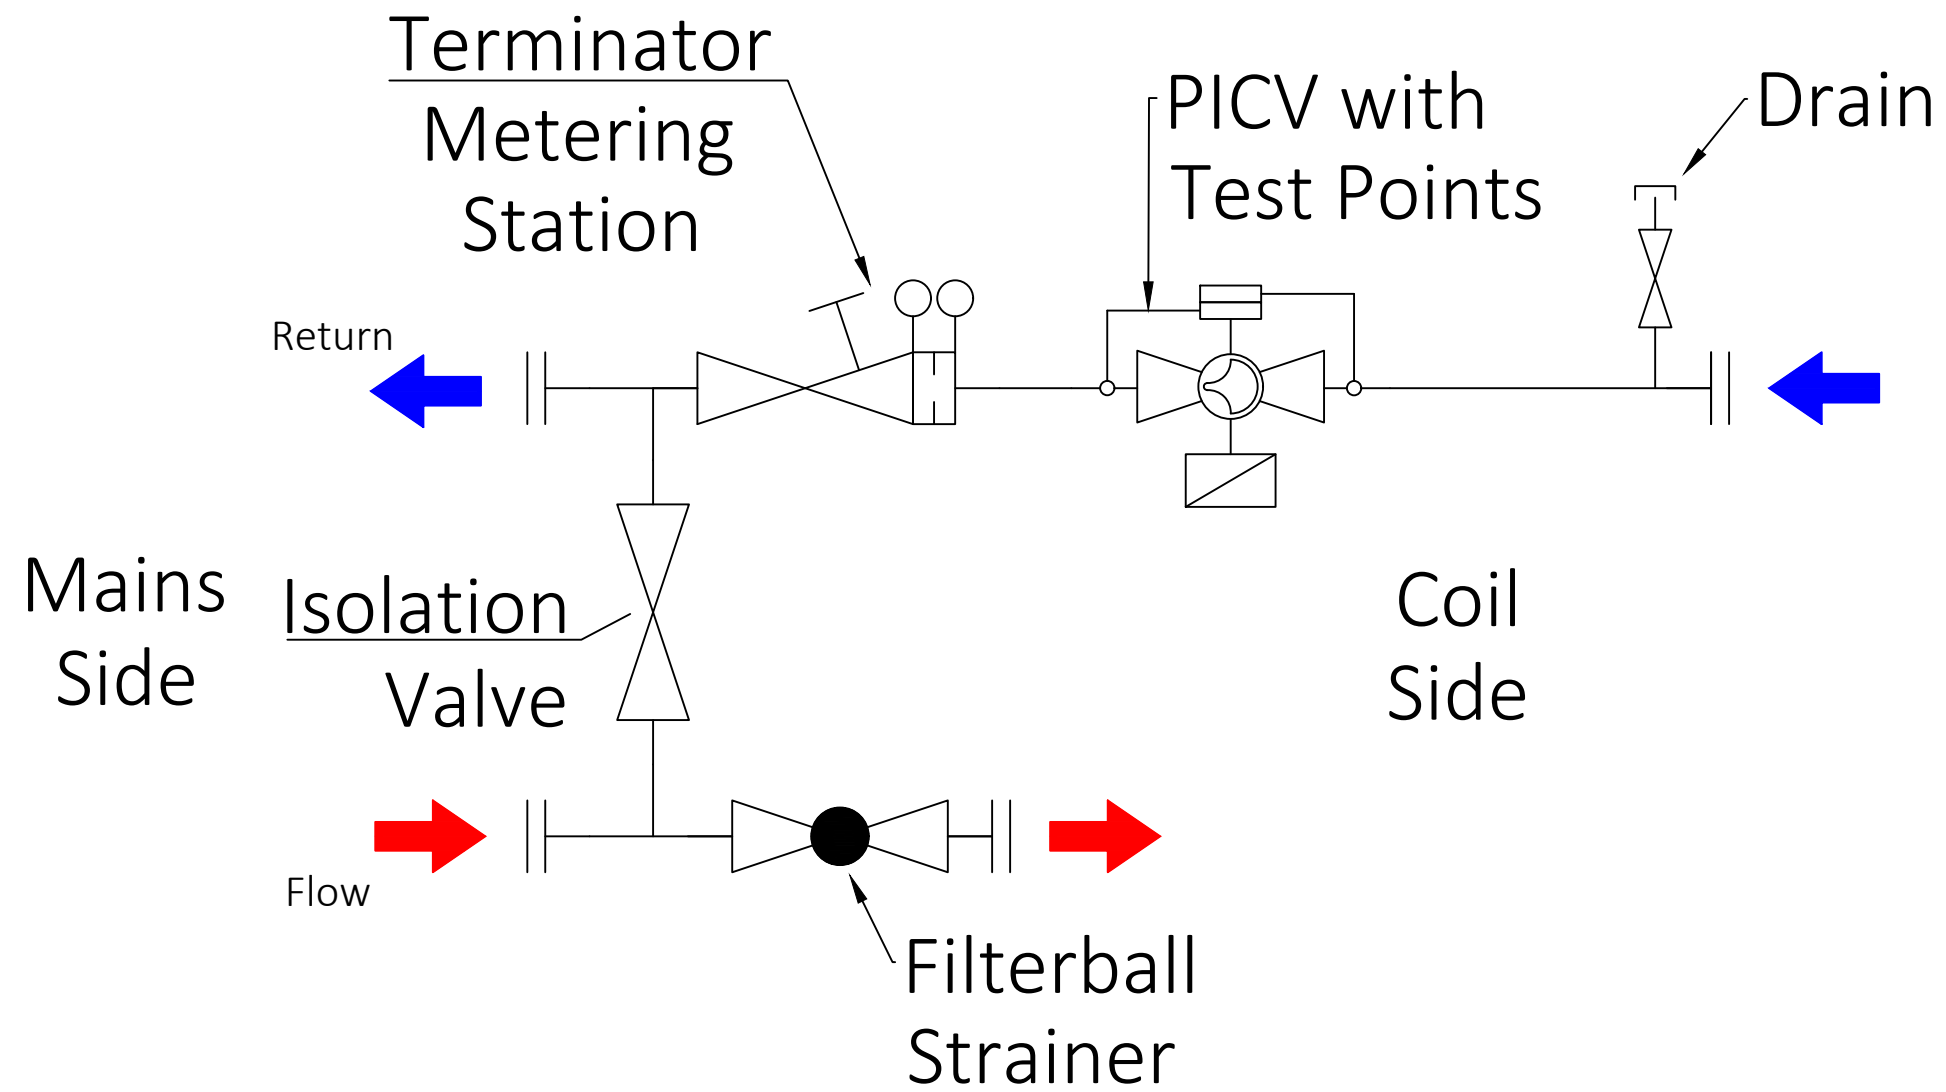 Terminator
Metering
Station
PICV with
Test Points
Drain
Return
Mains
Side
Isolation
Valve
Coil
Side
Flow
Filterball
Strainer